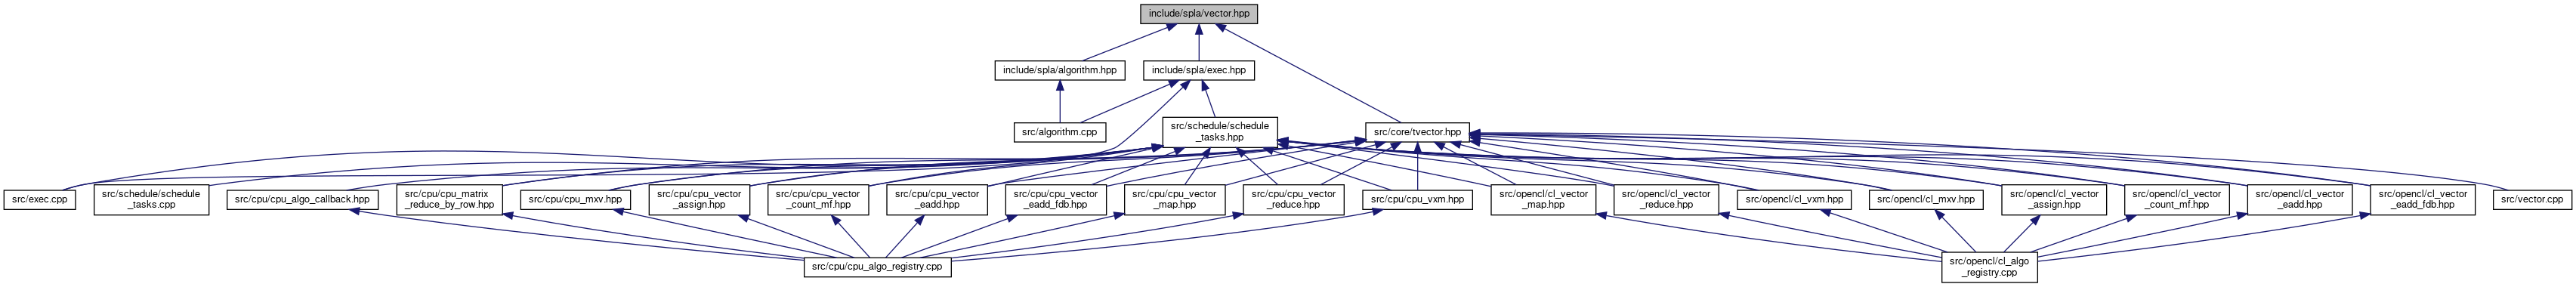 include/spla/vector.hpp
include/spla/algorithm.hpp
include/spla/exec.hpp
src/algorithm.cpp
src/schedule/schedule
_tasks.hpp
src/core/tvector.hpp
src/exec.cpp
src/schedule/schedule
_tasks.cpp
src/cpu/cpu_algo_callback.hpp
src/cpu/cpu_matrix
_reduce_by_row.hpp
src/cpu/cpu_mxv.hpp
src/cpu/cpu_vector
_assign.hpp
src/cpu/cpu_vector
_count_mf.hpp
src/cpu/cpu_vector
_eadd.hpp
src/cpu/cpu_vector
_eadd_fdb.hpp
src/cpu/cpu_vector
_map.hpp
src/cpu/cpu_vector
_reduce.hpp
src/cpu/cpu_vxm.hpp
src/opencl/cl_vector
_map.hpp
src/opencl/cl_vector
_reduce.hpp
src/opencl/cl_vxm.hpp
src/opencl/cl_mxv.hpp
src/opencl/cl_vector
_assign.hpp
src/opencl/cl_vector
_count_mf.hpp
src/opencl/cl_vector
_eadd.hpp
src/opencl/cl_vector
_eadd_fdb.hpp
src/vector.cpp
src/cpu/cpu_algo_registry.cpp
src/opencl/cl_algo
_registry.cpp